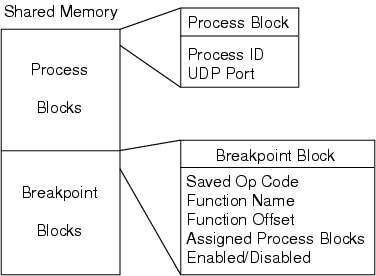 Shared Memory
Process
Blocks
Process Block
Process ID
UDP Port
Breakpoint
Blocks
Breakpoint Block
Saved Op Code
Function Name
Function Offset
Assigned Process Blocks
Enabled/Disabled